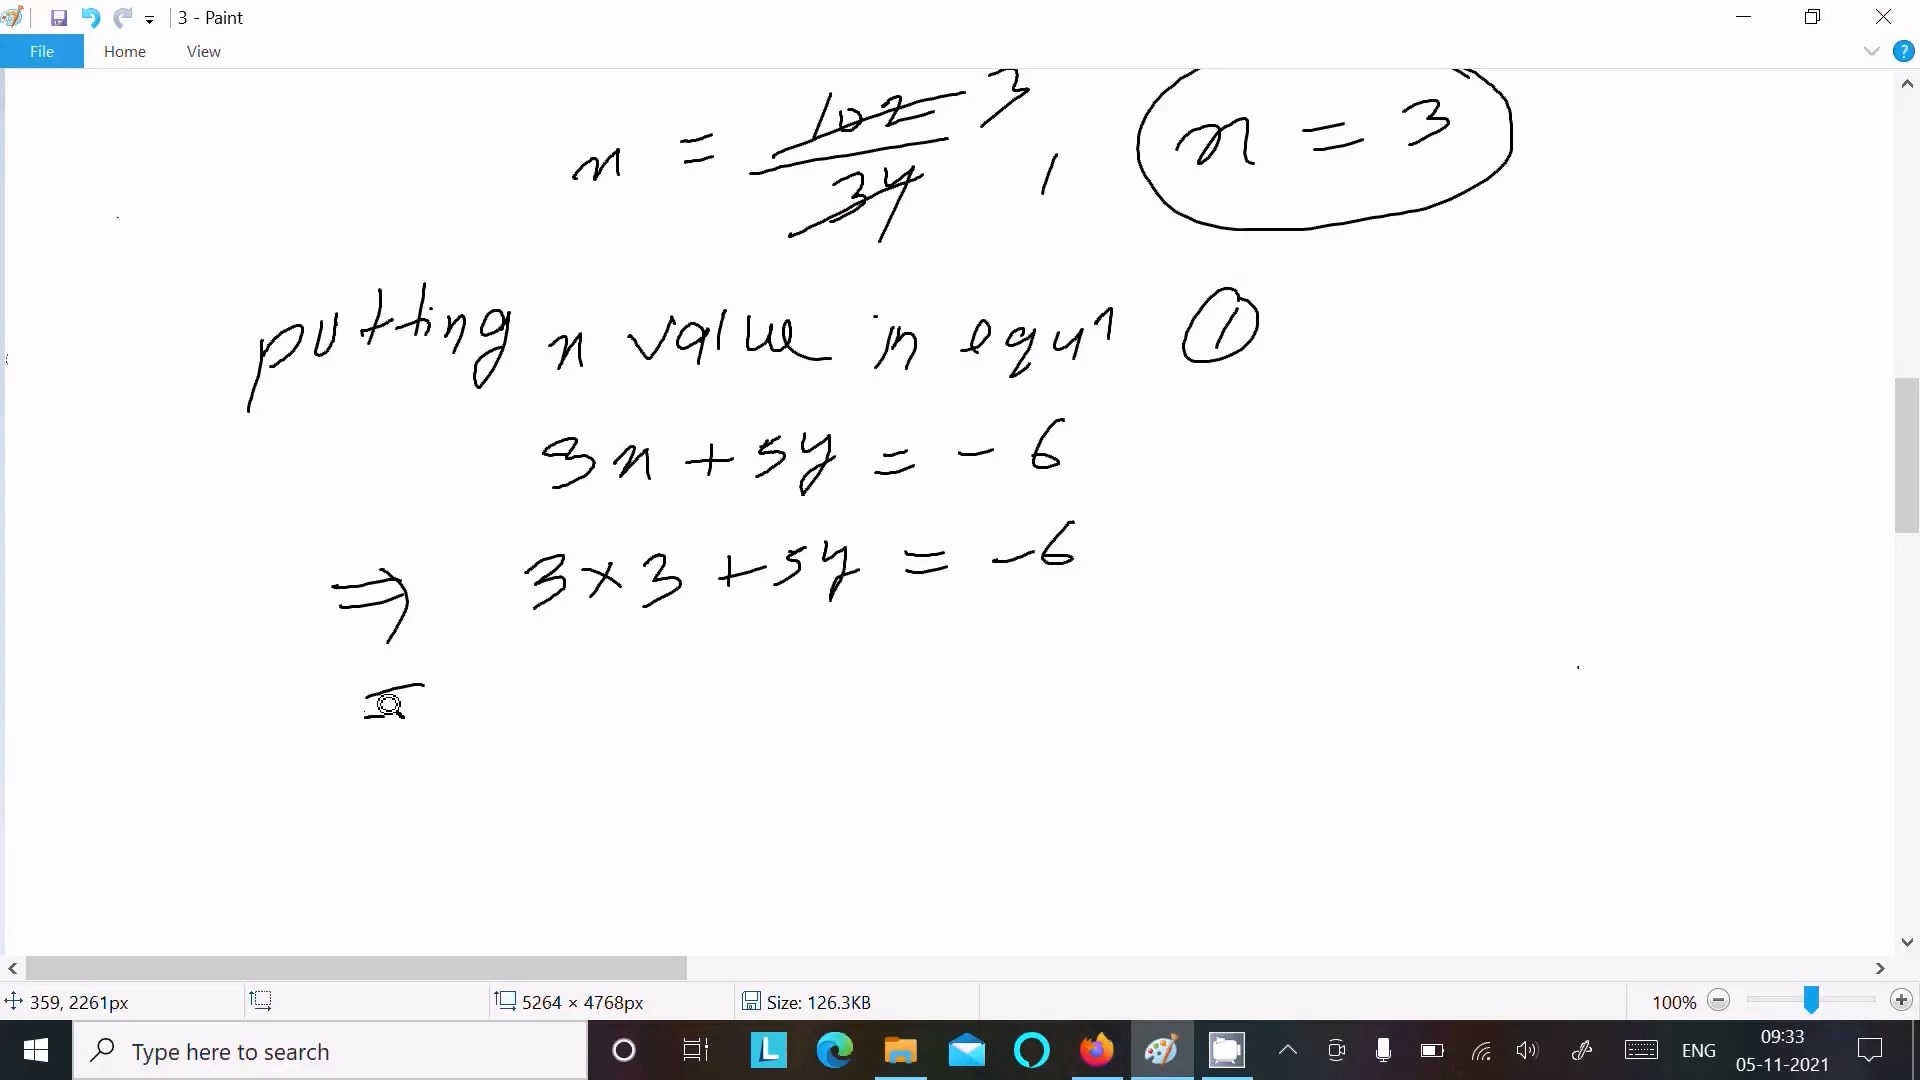 3 - Paint
File Home View
x = 102/34 3 , x = 3
putting x value in equn ①
3x + 5y = - 6
⇒ 3 × 3 + 5y = - 6
=
359, 2261px 5264 × 4768px Size: 126.3KB 100%
Type here to search L ENG 09:33
05-11-2021